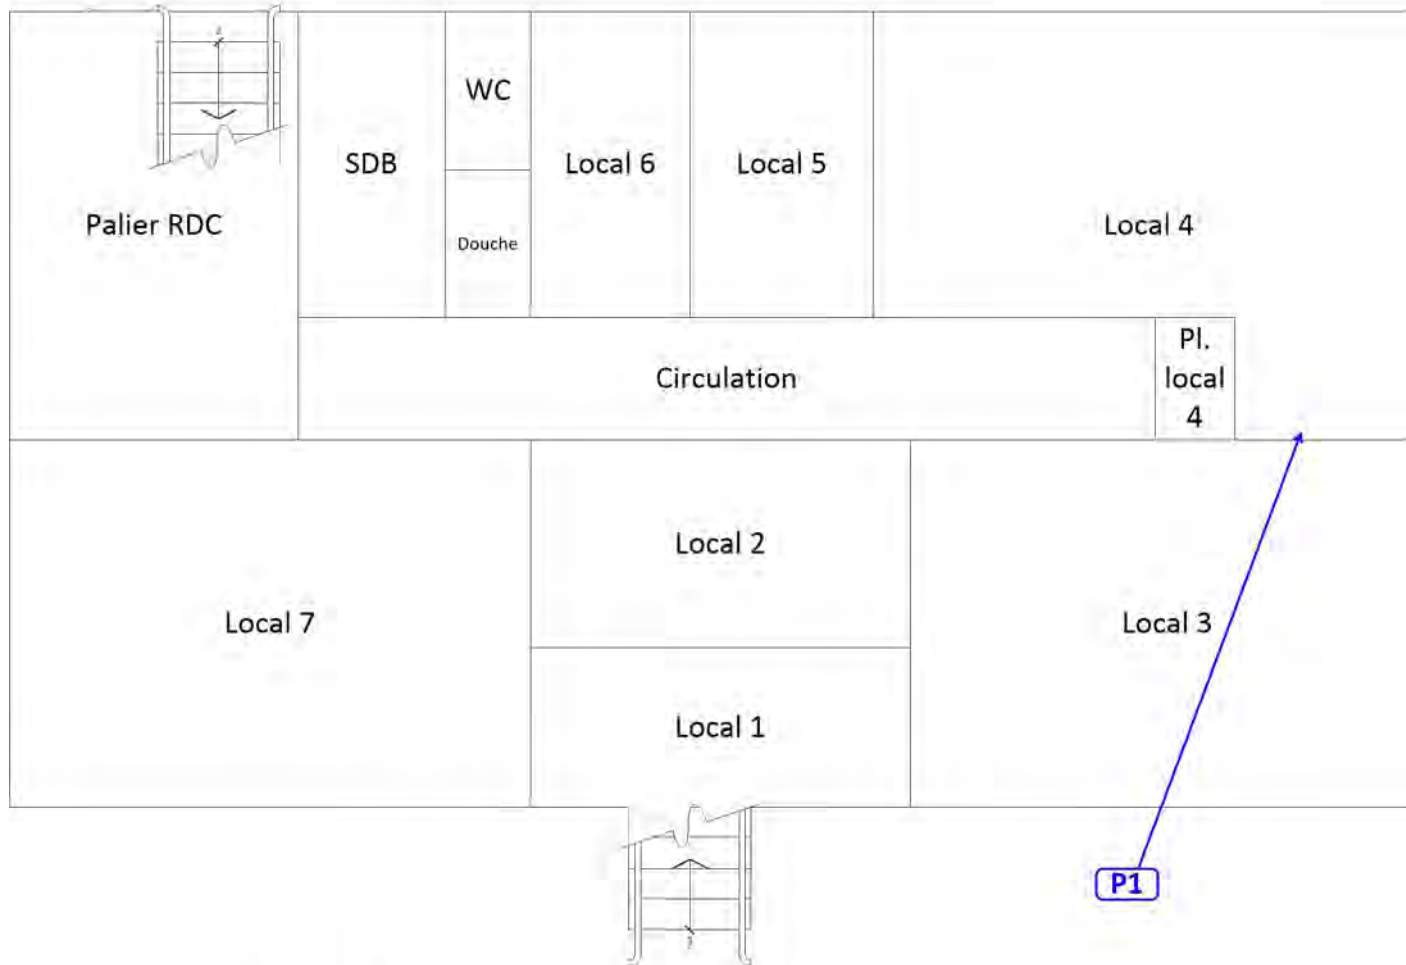 WC
SDB
Local 6
Local 5
Palier RDC
Local 4
Douche
Pl.
local
4
Circulation
Local 2
Local 7
Local 3
Local 1
P1